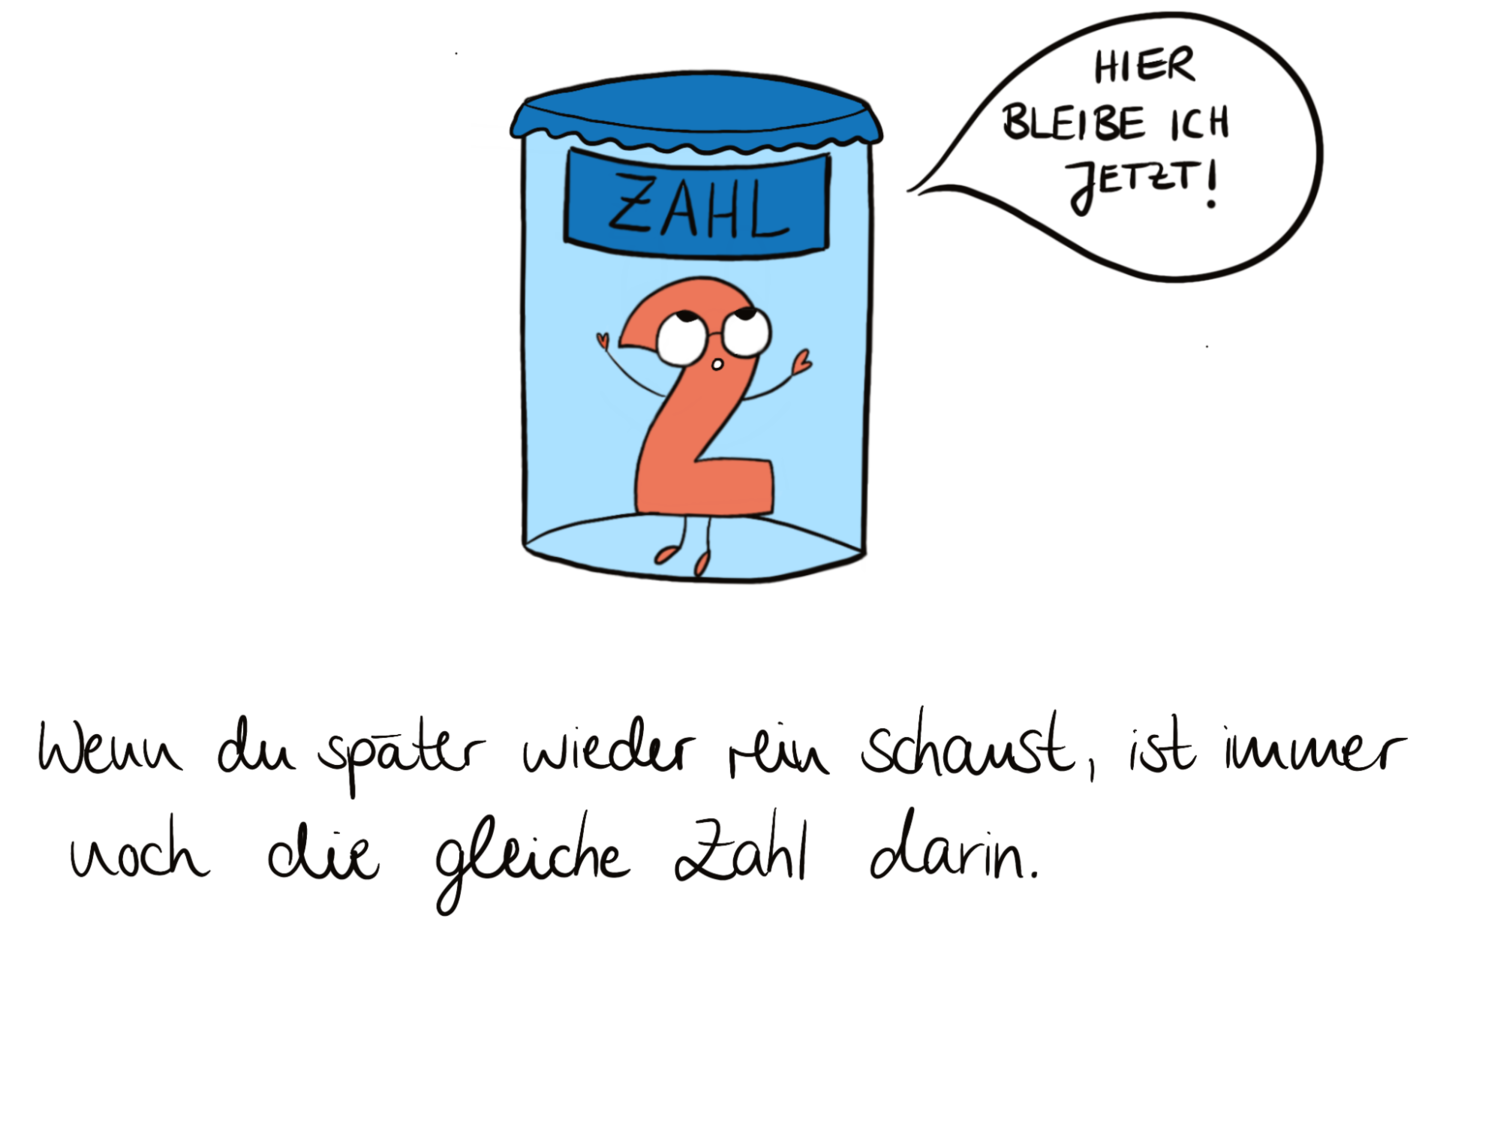 HIER
BLEIBE ICH
JETZT!
ZAHL
Wenn du später wieder rein schaust, ist immer
noch die gleiche Zahl darin.